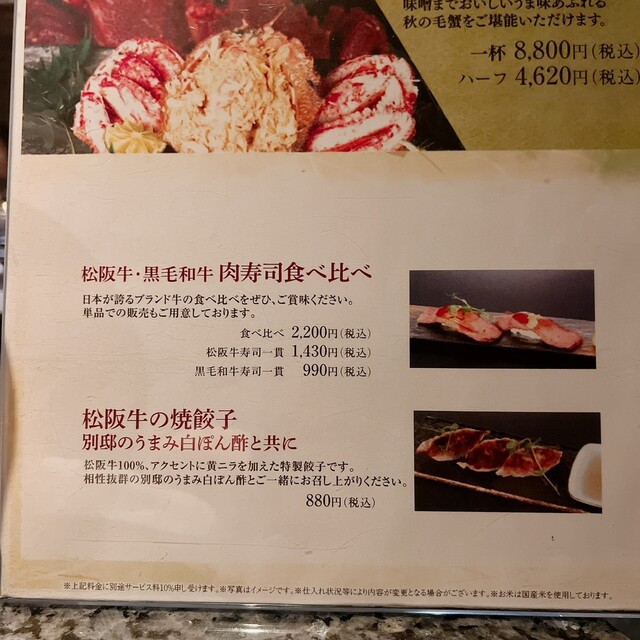 味噌までおいしいうま味あふれる
秋の毛蟹をご堪能いただけます。
一杯 8,800円(税込)
ハーフ 4,620円(税込)
松阪牛・黒毛和牛 肉寿司食べ比べ
日本が誇るブランド牛の食べ比べをぜひ、ご賞味ください。
単品での販売もご用意しております。
食べ比べ 2,200円(税込)
松阪牛寿司一貫 1,430円(税込)
黒毛和牛寿司一貫 990円(税込)
松阪牛の焼餃子
別邸のうまみ白ぽん酢と共に
松阪牛100%、アクセントに黄ニラを加えた特製餃子です。
相性抜群の別邸のうまみ白ぽん酢とご一緒にお召し上がりください。
880円(税込)
※上記料金に別途サービス料10%申し受けます。※写真はイメージです。※仕入れ状況等により内容が変更となる場合がございます。※お米は国産米を使用しております。